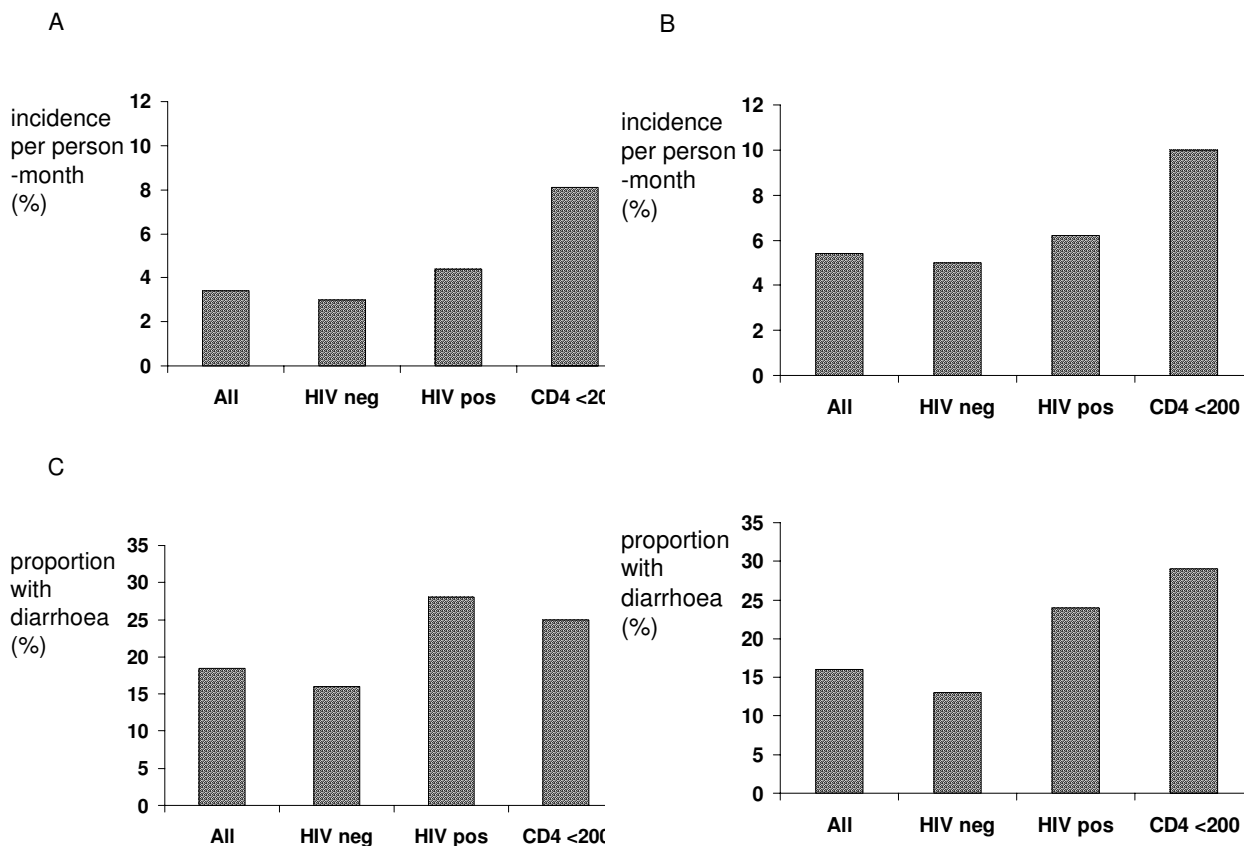 A
incidence
per person
-month
(%)
12
10
8
6
4
2
0
All HIV neg HIV pos CD4 <20
B
incidence
per person
-month
(%)
12
10
8
6
4
2
0
All HIV neg HIV pos CD4 <200
C
proportion
with
diarrhoea
(%)
35
30
25
20
15
10
5
0
All HIV neg HIV pos CD4 <200
proportion
with
diarrhoea
(%)
35
30
25
20
15
10
5
0
All HIV neg HIV pos CD4 <200